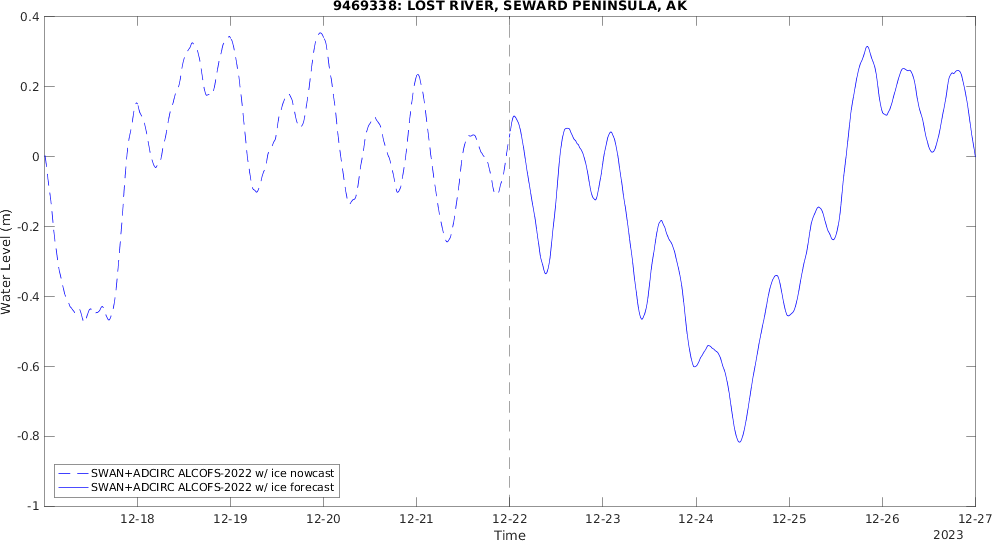 9469338: LOST RIVER, SEWARD PENINSULA, AK
Water Level (m)
0.4
0.2
0
-0.2
-0.4
-0.6
-0.8
-1
SWAN+ADCIRC ALCOFS-2022 w/ ice nowcast
SWAN+ADCIRC ALCOFS-2022 w/ ice forecast
12-18 12-19 12-20 12-21 12-22 12-23 12-24 12-25 12-26 12-27
Time
2023